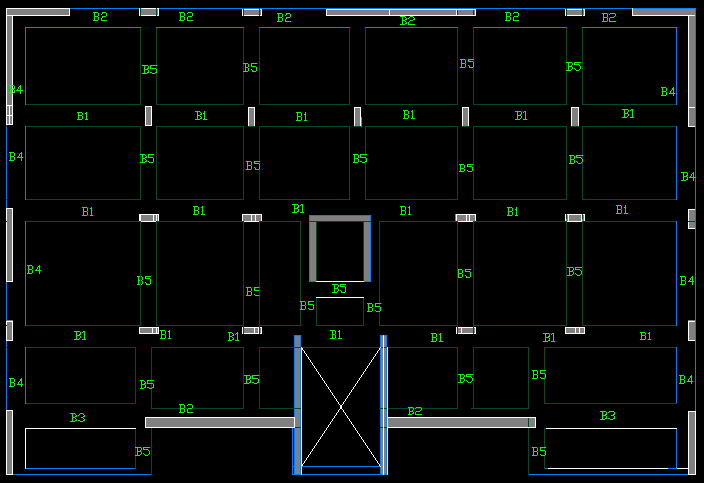 B2 B2 B2 B2 B2 B2
B5 B5 B5 B5
B4 B4
B1 B1 B1 B1 B1 B1
B4 B5 B5 B5 B5 B5 B4
B1 B1 B1 B1 B1 B1
B4 B5 B5 B5 B5 B5 B4
B5 B5
B1 B1 B1 B1 B1 B1 B1
B4 B5 B5 B5 B5 B4
B3 B2 B2 B3
B5 B5